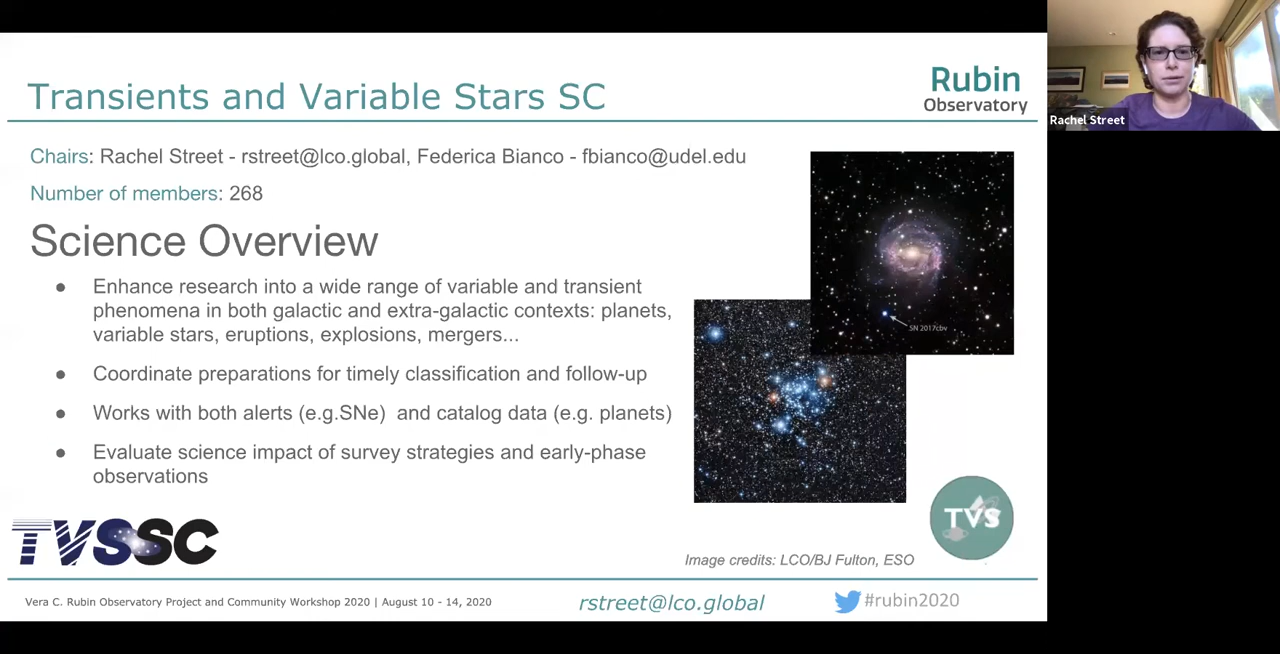 Transients and Variable Stars SC
Rubin
Observatory
Rachel Street
Chairs: Rachel Street - rstreet@lco.global, Federica Bianco - fbianco@udel.edu
Number of members: 268
Science Overview
● Enhance research into a wide range of variable and transient
phenomena in both galactic and extra-galactic contexts: planets,
variable stars, eruptions, explosions, mergers...
● Coordinate preparations for timely classification and follow-up
● Works with both alerts (e.g.SNe) and catalog data (e.g. planets)
● Evaluate science impact of survey strategies and early-phase
observations
SN 2017cbv
TVSSC
TVS
Image credits: LCO/BJ Fulton, ESO
Vera C. Rubin Observatory Project and Community Workshop 2020 | August 10 - 14, 2020
rstreet@lco.global
#rubin2020